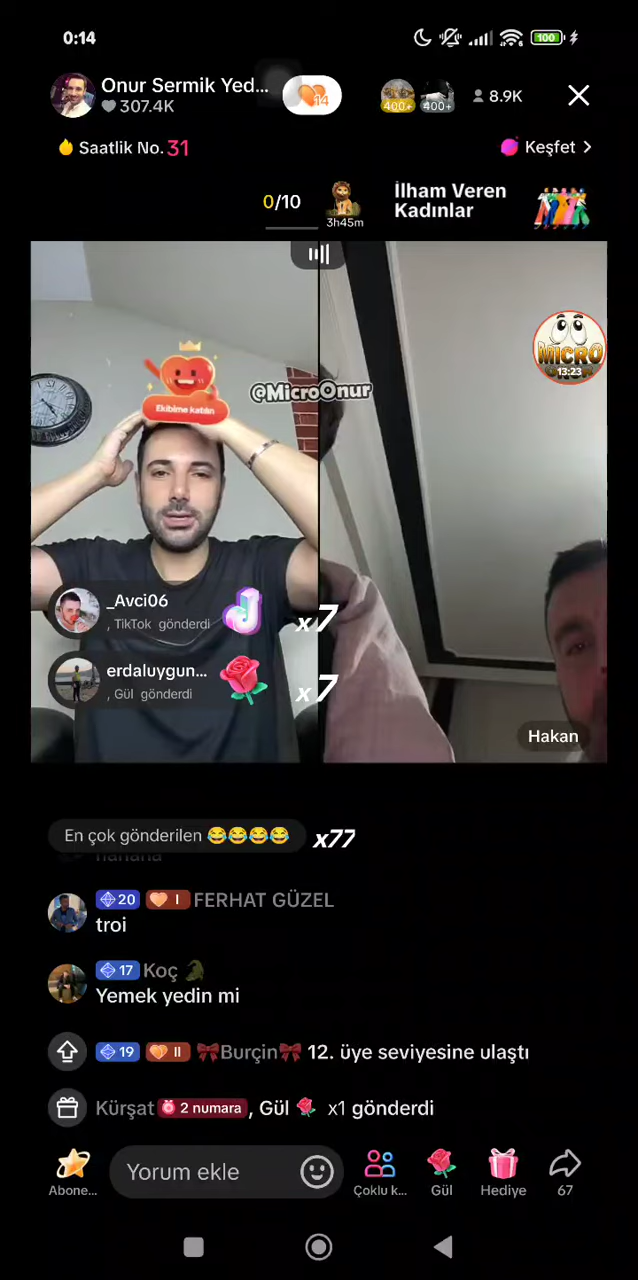 0:14
100
Onur Sermik Yed...
307.4K
14
400+
400+
8.9K
Saatlik No. 31
Keşfet
0/10
3h45m
İlham Veren
Kadınlar
Ekibime katılın
@MicroOnur
MICRO
13:23
_Avci06
, TikTok gönderdi
x7
erdaluygun...
, Gül gönderdi
x7
Hakan
En çok gönderilen 😂😂😂😂 x77
20 I FERHAT GÜZEL
troi
17 Koç 🐊
Yemek yedin mi
19 II 🎀Burçin🎀 12. üye seviyesine ulaştı
Kürşat 2 numara, Gül 🌹 x1 gönderdi
Yorum ekle
Abone...
Çoklu k...
Gül
Hediye
67